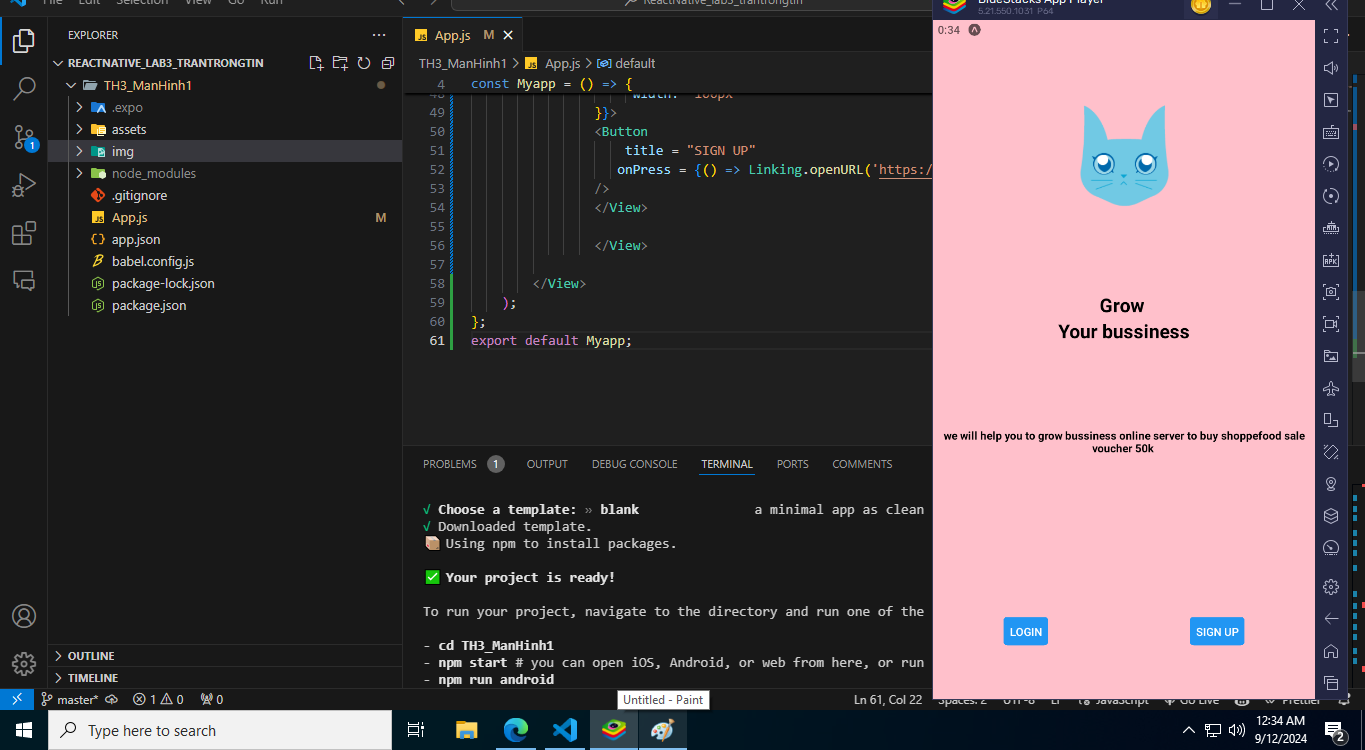 File Edit Selection View Go Run
ReactNative_lab3_trantrongtin
EXPLORER
REACTNATIVE_LAB3_TRANTRONGTIN
TH3_ManHinh1
.expo
assets
img
node_modules
.gitignore
App.js M
app.json
babel.config.js
package-lock.json
package.json
OUTLINE
TIMELINE
JS App.js M
TH3_ManHinh1 > JS App.js > default
4 const Myapp = () => {
48 width: "100px"
49 }}>
50 <Button
51 title = "SIGN UP"
52 onPress = {() => Linking.openURL('https:/
53 />
54 </View>
55
56 </View>
57
58 </View>
59 );
60 };
61 export default Myapp;
PROBLEMS 1 OUTPUT DEBUG CONSOLE TERMINAL PORTS COMMENTS
√ Choose a template: » blank a minimal app as clean
√ Downloaded template.
Using npm to install packages.
Your project is ready!
To run your project, navigate to the directory and run one of the
- cd TH3_ManHinh1
- npm start # you can open iOS, Android, or web from here, or run
- npm run android
BlueStacks App Player
5.21.550.1031 P64
0:34
Grow
Your bussiness
we will help you to grow bussiness online server to buy shoppefood sale
voucher 50k
LOGIN
SIGN UP
master* 1 0 0
Ln 61, Col 22 Spaces: 2 UTF-8 LF JavaScript Go Live Prettier
Untitled - Paint
Type here to search
12:34 AM
9/12/2024
2